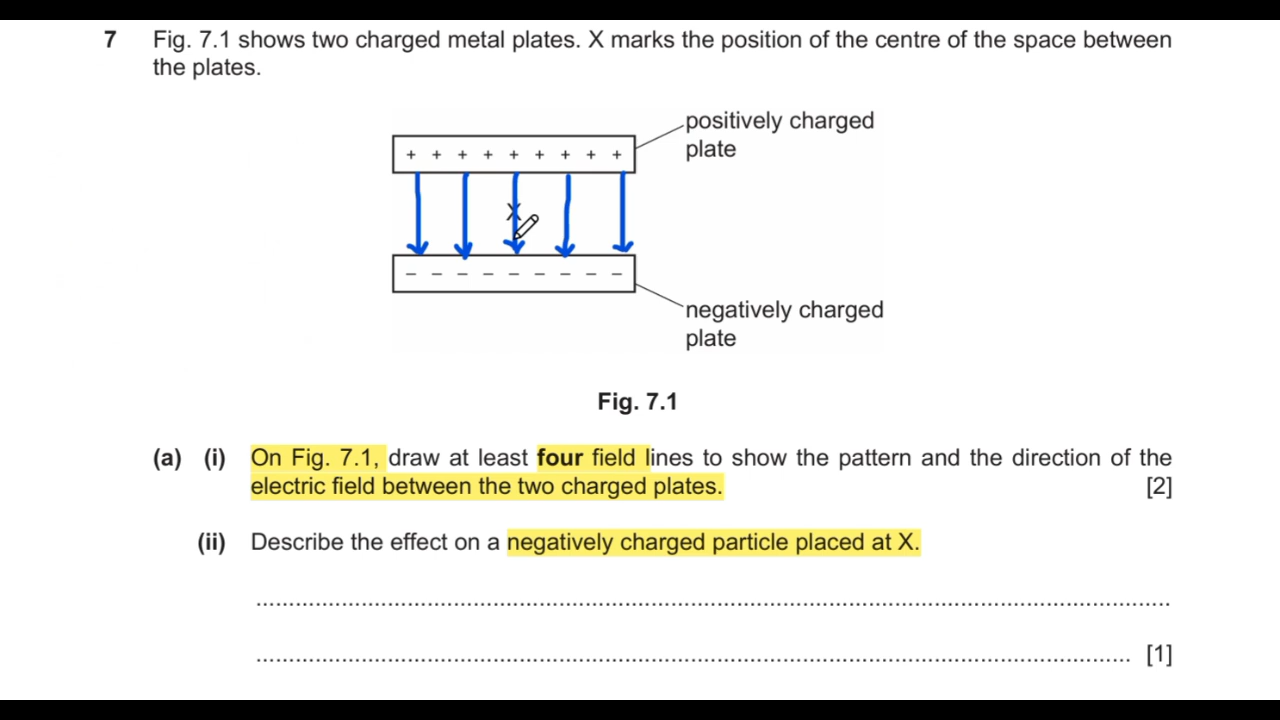 7 Fig. 7.1 shows two charged metal plates. X marks the position of the centre of the space between
the plates.
positively charged
plate
+ + + + + + + + +
X
– – – – – – – – –
negatively charged
plate
Fig. 7.1
(a) (i) On Fig. 7.1, draw at least four field lines to show the pattern and the direction of the
electric field between the two charged plates. [2]
(ii) Describe the effect on a negatively charged particle placed at X.
..........................................................................................................................................
.................................................................................................................................... [1]